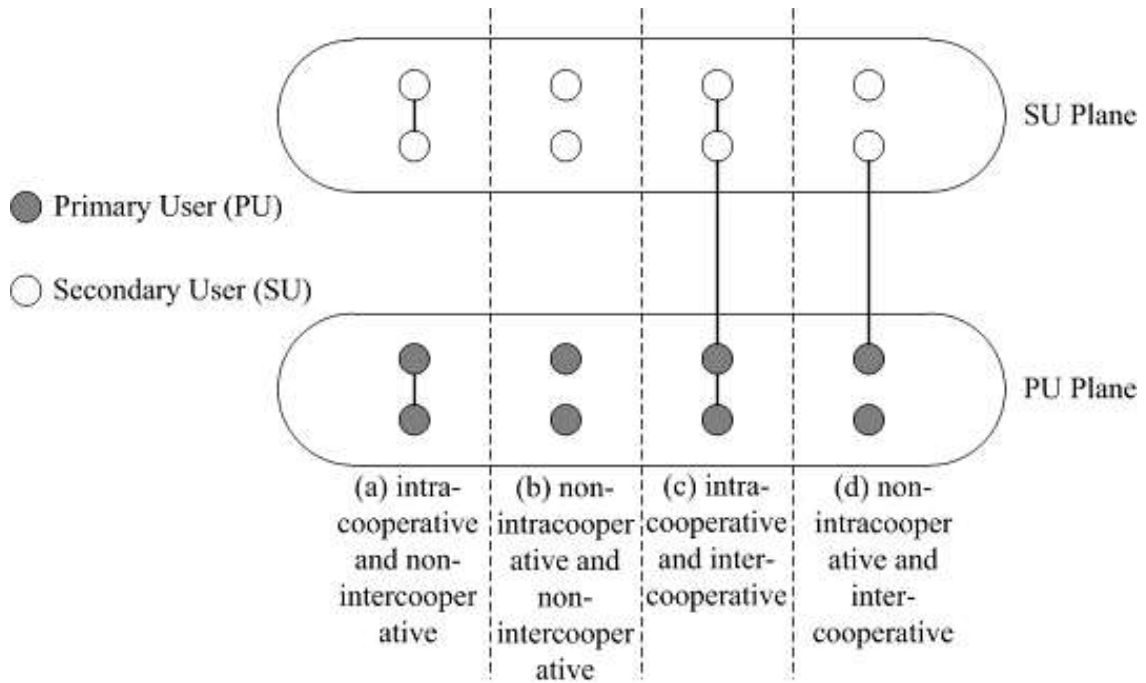 SU Plane
Primary User (PU)
Secondary User (SU)
PU Plane
(a) intra-
cooperative
and non-
intercooper
ative
(b) non-
intracooper
ative and
non-
intercooper
ative
(c) intra-
cooperative
and inter-
cooperative
(d) non-
intracooper
ative and
inter-
cooperative